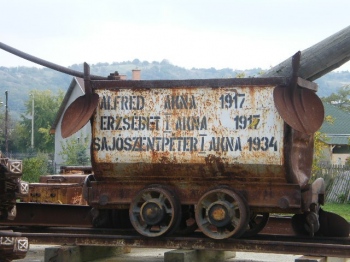 ALFRED AKNA 1917
ERZSÉBET I AKNA 1917
SAJÓSZENTPÉTER I AKNA 1934